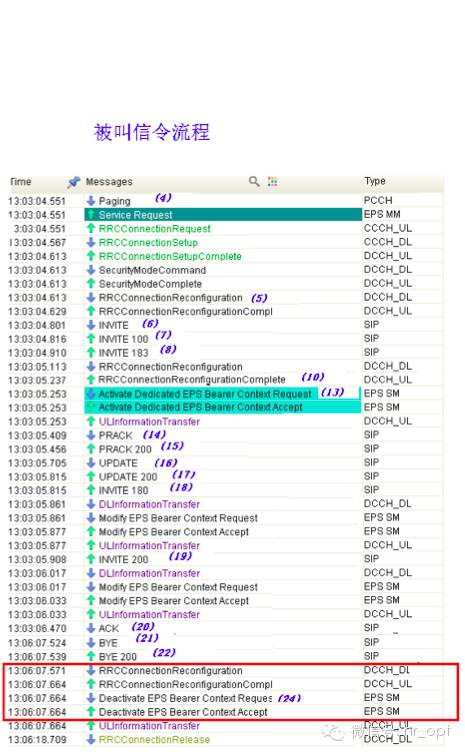 被叫信令流程
Time Messages Type
13:03:04.551 Paging (4) PCCH
13:03:04.551 Service Request EPS MM
3:03:04.551 RRCConnectionRequest CCCH_UL
13:03:04.567 RRCConnectionSetup CCCH_DL
13:03:04.613 RRCConnectionSetupComplete DCCH_UL
13:03:04.613 SecurityModeCommand DCCH_DL
13:03:04.613 SecurityModeComplete DCCH_UL
13:03:04.613 RRCConnectionReconfiguration (5) DCCH_DL
13:03:04.629 RRCConnectionReconfigurationCompl DCCH_UL
13:03:04.801 INVITE (6) SIP
13:03:04.816 INVITE 100 (7) SIP
13:03:04.910 INVITE 183 (8) SIP
13:03:05.113 RRCConnectionReconfiguration DCCH_DL
13:03:05.237 RRCConnectionReconfigurationComplete (10) DCCH_UL
13:03:05.253 Activate Dedicated EPS Bearer Context Request (13) EPS SM
13:03:05.253 Activate Dedicated EPS Bearer Context Accept EPS SM
13:03:05.253 ULInformationTransfer DCCH_UL
13:03:05.409 PRACK (14) SIP
13:03:05.456 PRACK 200 (15) SIP
13:03:05.705 UPDATE (16) SIP
13:03:05.815 UPDATE 200 (17) SIP
13:03:05.815 INVITE 180 (18) SIP
13:03:05.861 DLInformationTransfer DCCH_DL
13:03:05.861 Modify EPS Bearer Context Request EPS SM
13:03:05.877 Modify EPS Bearer Context Accept EPS SM
13:03:05.877 ULInformationTransfer DCCH_UL
13:03:05.908 INVITE 200 (19) SIP
13:03:06.017 DLInformationTransfer DCCH_DL
13:03:06.017 Modify EPS Bearer Context Request EPS SM
13:03:06.033 Modify EPS Bearer Context Accept EPS SM
13:03:06.033 ULInformationTransfer DCCH_UL
13:03:06.470 ACK (20) SIP
13:06:07.524 BYE (21) SIP
13:06:07.539 BYE 200 (22) SIP
13:06:07.571 RRCConnectionReconfiguration DCCH_DL
13:06:07.664 RRCConnectionReconfigurationCompl DCCH_UL
13:06:07.664 Deactivate EPS Bearer Context Reques (24) EPS SM
13:06:07.664 Deactivate EPS Bearer Context Accept EPS SM
13:06:07.664 ULInformationTransfer DCCH_UL
13:06:18.709 RRCConnectionRelease